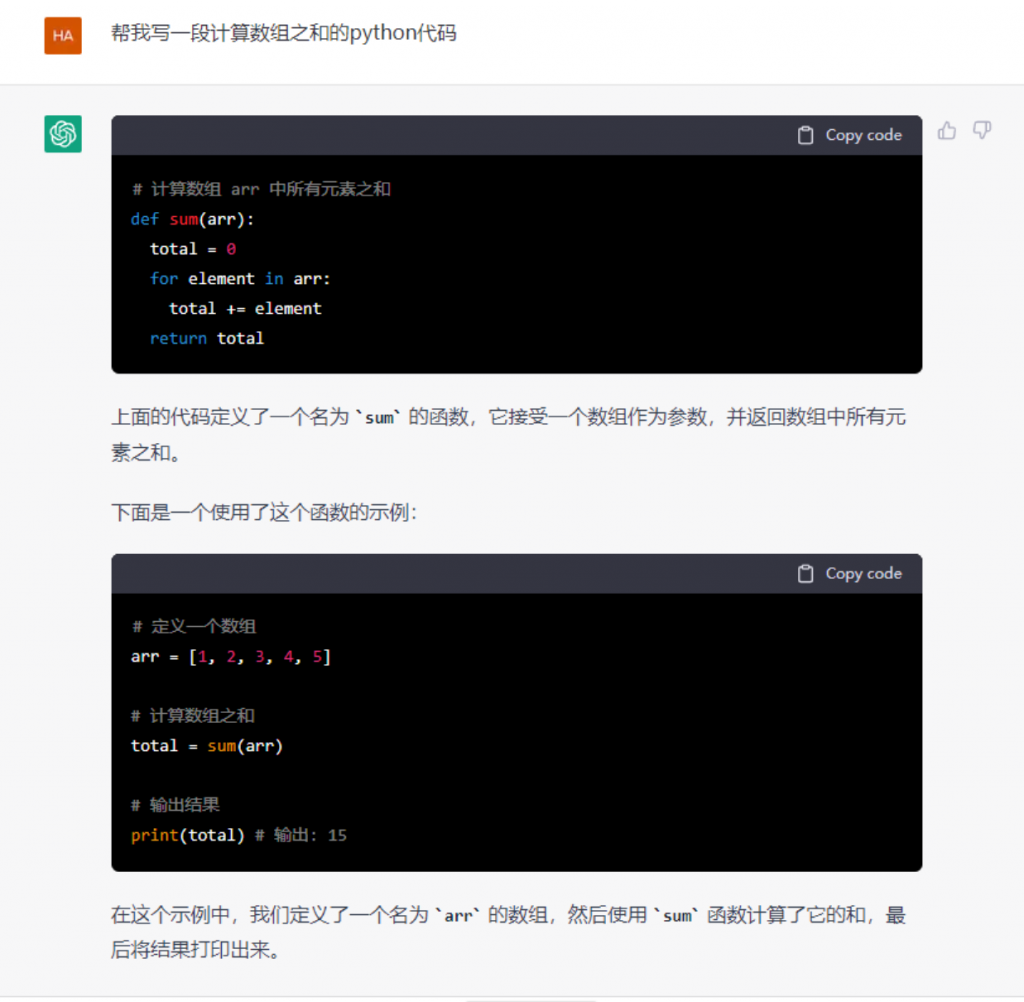 HA
帮我写一段计算数组之和的python代码
Copy code
# 计算数组 arr 中所有元素之和
def sum(arr):
  total = 0
  for element in arr:
    total += element
  return total
上面的代码定义了一个名为 `sum` 的函数，它接受一个数组作为参数，并返回数组中所有元
素之和。
下面是一个使用了这个函数的示例：
Copy code
# 定义一个数组
arr = [1, 2, 3, 4, 5]
# 计算数组之和
total = sum(arr)
# 输出结果
print(total) # 输出: 15
在这个示例中，我们定义了一个名为 `arr` 的数组，然后使用 `sum` 函数计算了它的和，最
后将结果打印出来。